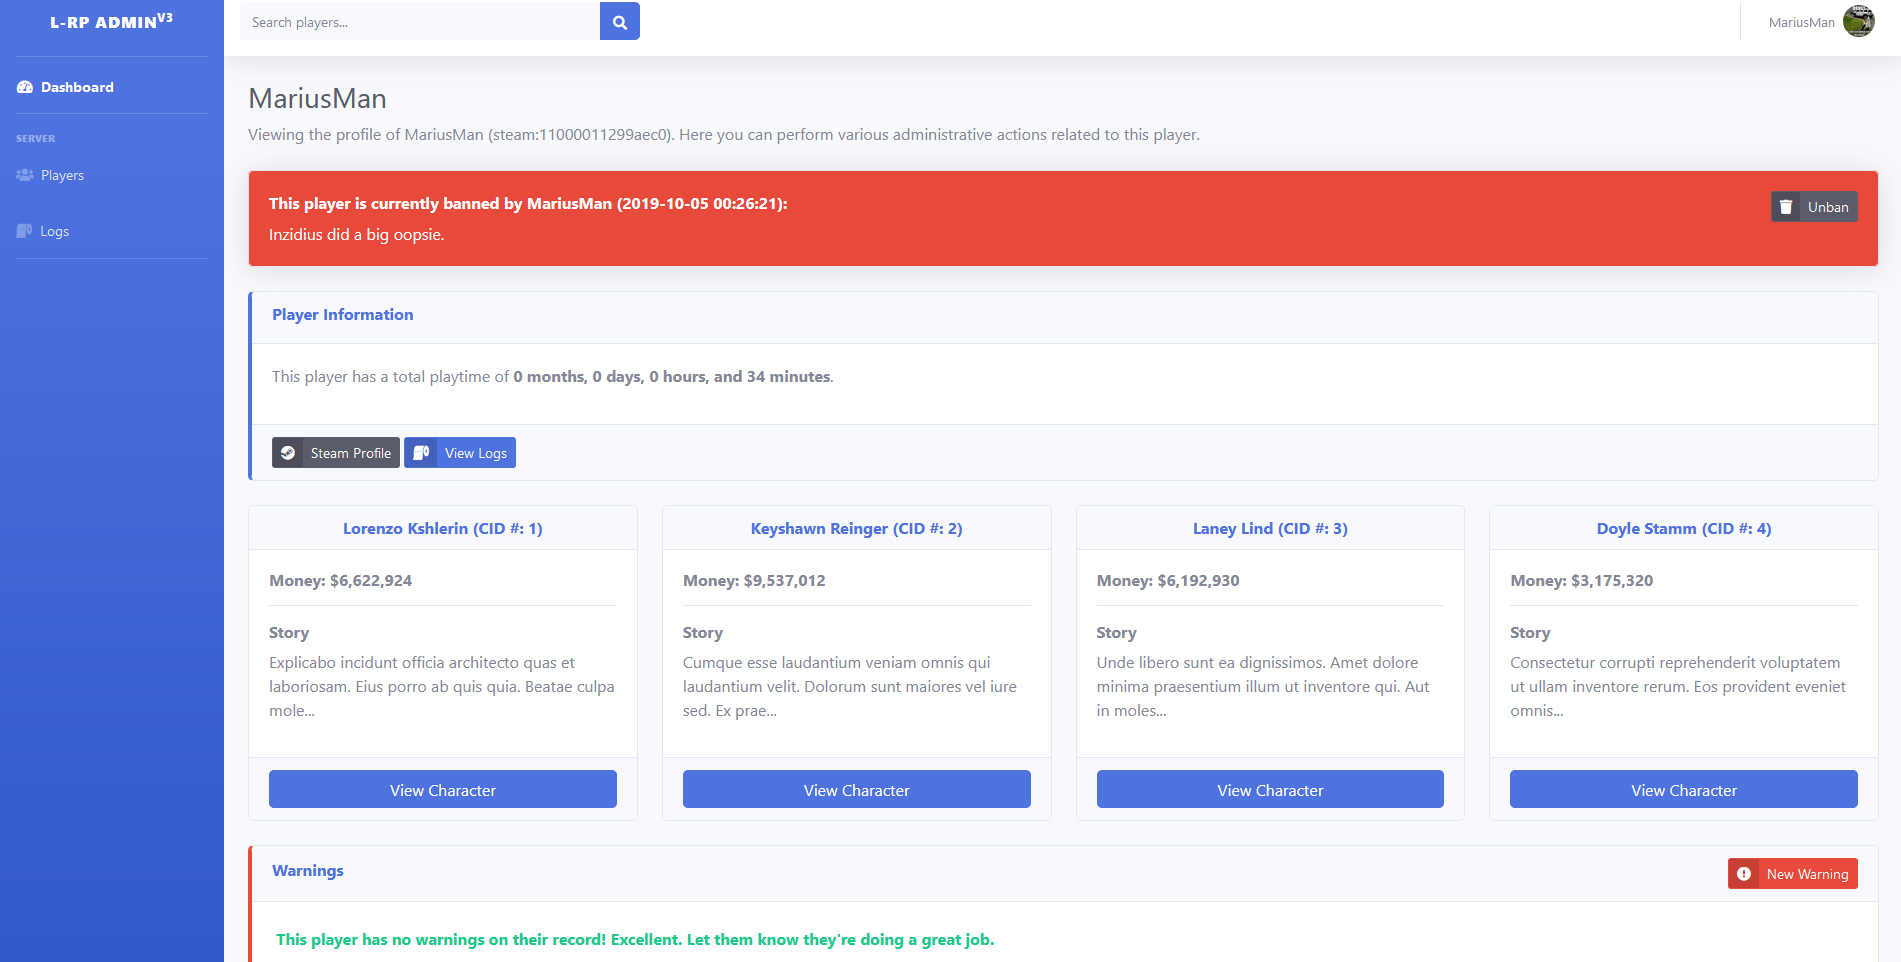 L-RP ADMINV3
Search players...
MariusMan
Dashboard
SERVER
Players
Logs
MariusMan
Viewing the profile of MariusMan (steam:11000011299aec0). Here you can perform various administrative actions related to this player.
This player is currently banned by MariusMan (2019-10-05 00:26:21):
Unban
Inzidius did a big oopsie.
Player Information
This player has a total playtime of 0 months, 0 days, 0 hours, and 34 minutes.
Steam Profile
View Logs
Lorenzo Kshlerin (CID #: 1)
Money: $6,622,924
Story
Explicabo incidunt officia architecto quas et
laboriosam. Eius porro ab quis quia. Beatae culpa
mole...
View Character
Keyshawn Reinger (CID #: 2)
Money: $9,537,012
Story
Cumque esse laudantium veniam omnis qui
laudantium velit. Dolorum sunt maiores vel iure
sed. Ex prae...
View Character
Laney Lind (CID #: 3)
Money: $6,192,930
Story
Unde libero sunt ea dignissimos. Amet dolore
minima praesentium illum ut inventore qui. Aut
in moles...
View Character
Doyle Stamm (CID #: 4)
Money: $3,175,320
Story
Consectetur corrupti reprehenderit voluptatem
ut ullam inventore rerum. Eos provident eveniet
omnis...
View Character
Warnings
New Warning
This player has no warnings on their record! Excellent. Let them know they're doing a great job.